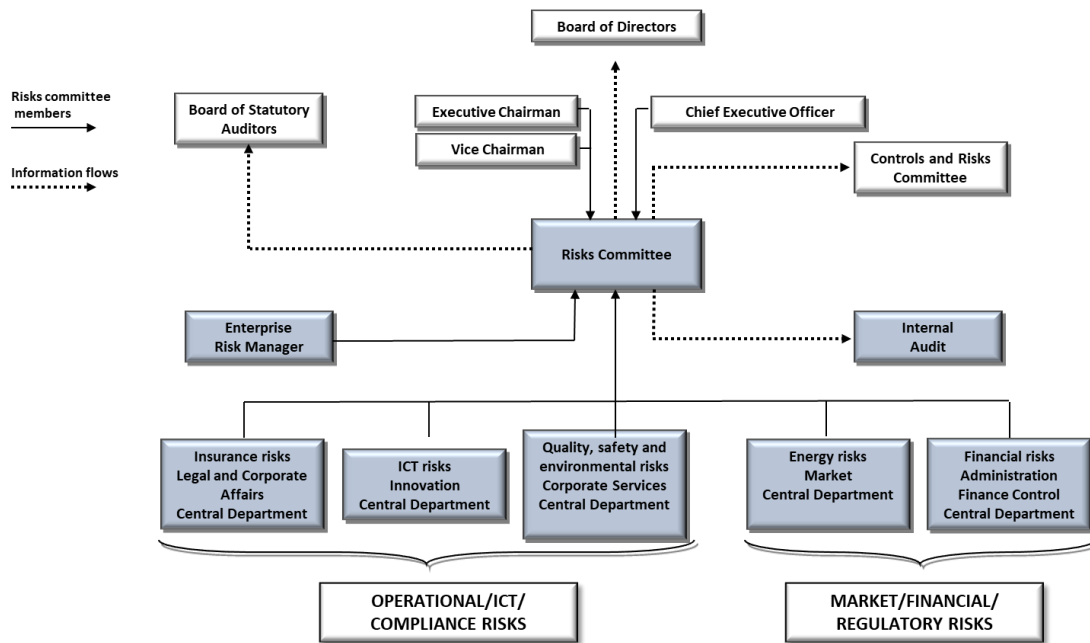 Board of Directors
Risks committee
members
Board of Statutory
Auditors
Executive Chairman
Chief Executive Officer
Vice Chairman
Information flows
Controls and Risks
Committee
Risks Committee
Enterprise
Risk Manager
Internal
Audit
Insurance risks
Legal and Corporate
Affairs
Central Department
ICT risks
Innovation
Central Department
Quality, safety and
environmental risks
Corporate Services
Central Department
Energy risks
Market
Central Department
Financial risks
Administration
Finance Control
Central Department
OPERATIONAL/ICT/
COMPLIANCE RISKS
MARKET/FINANCIAL/
REGULATORY RISKS